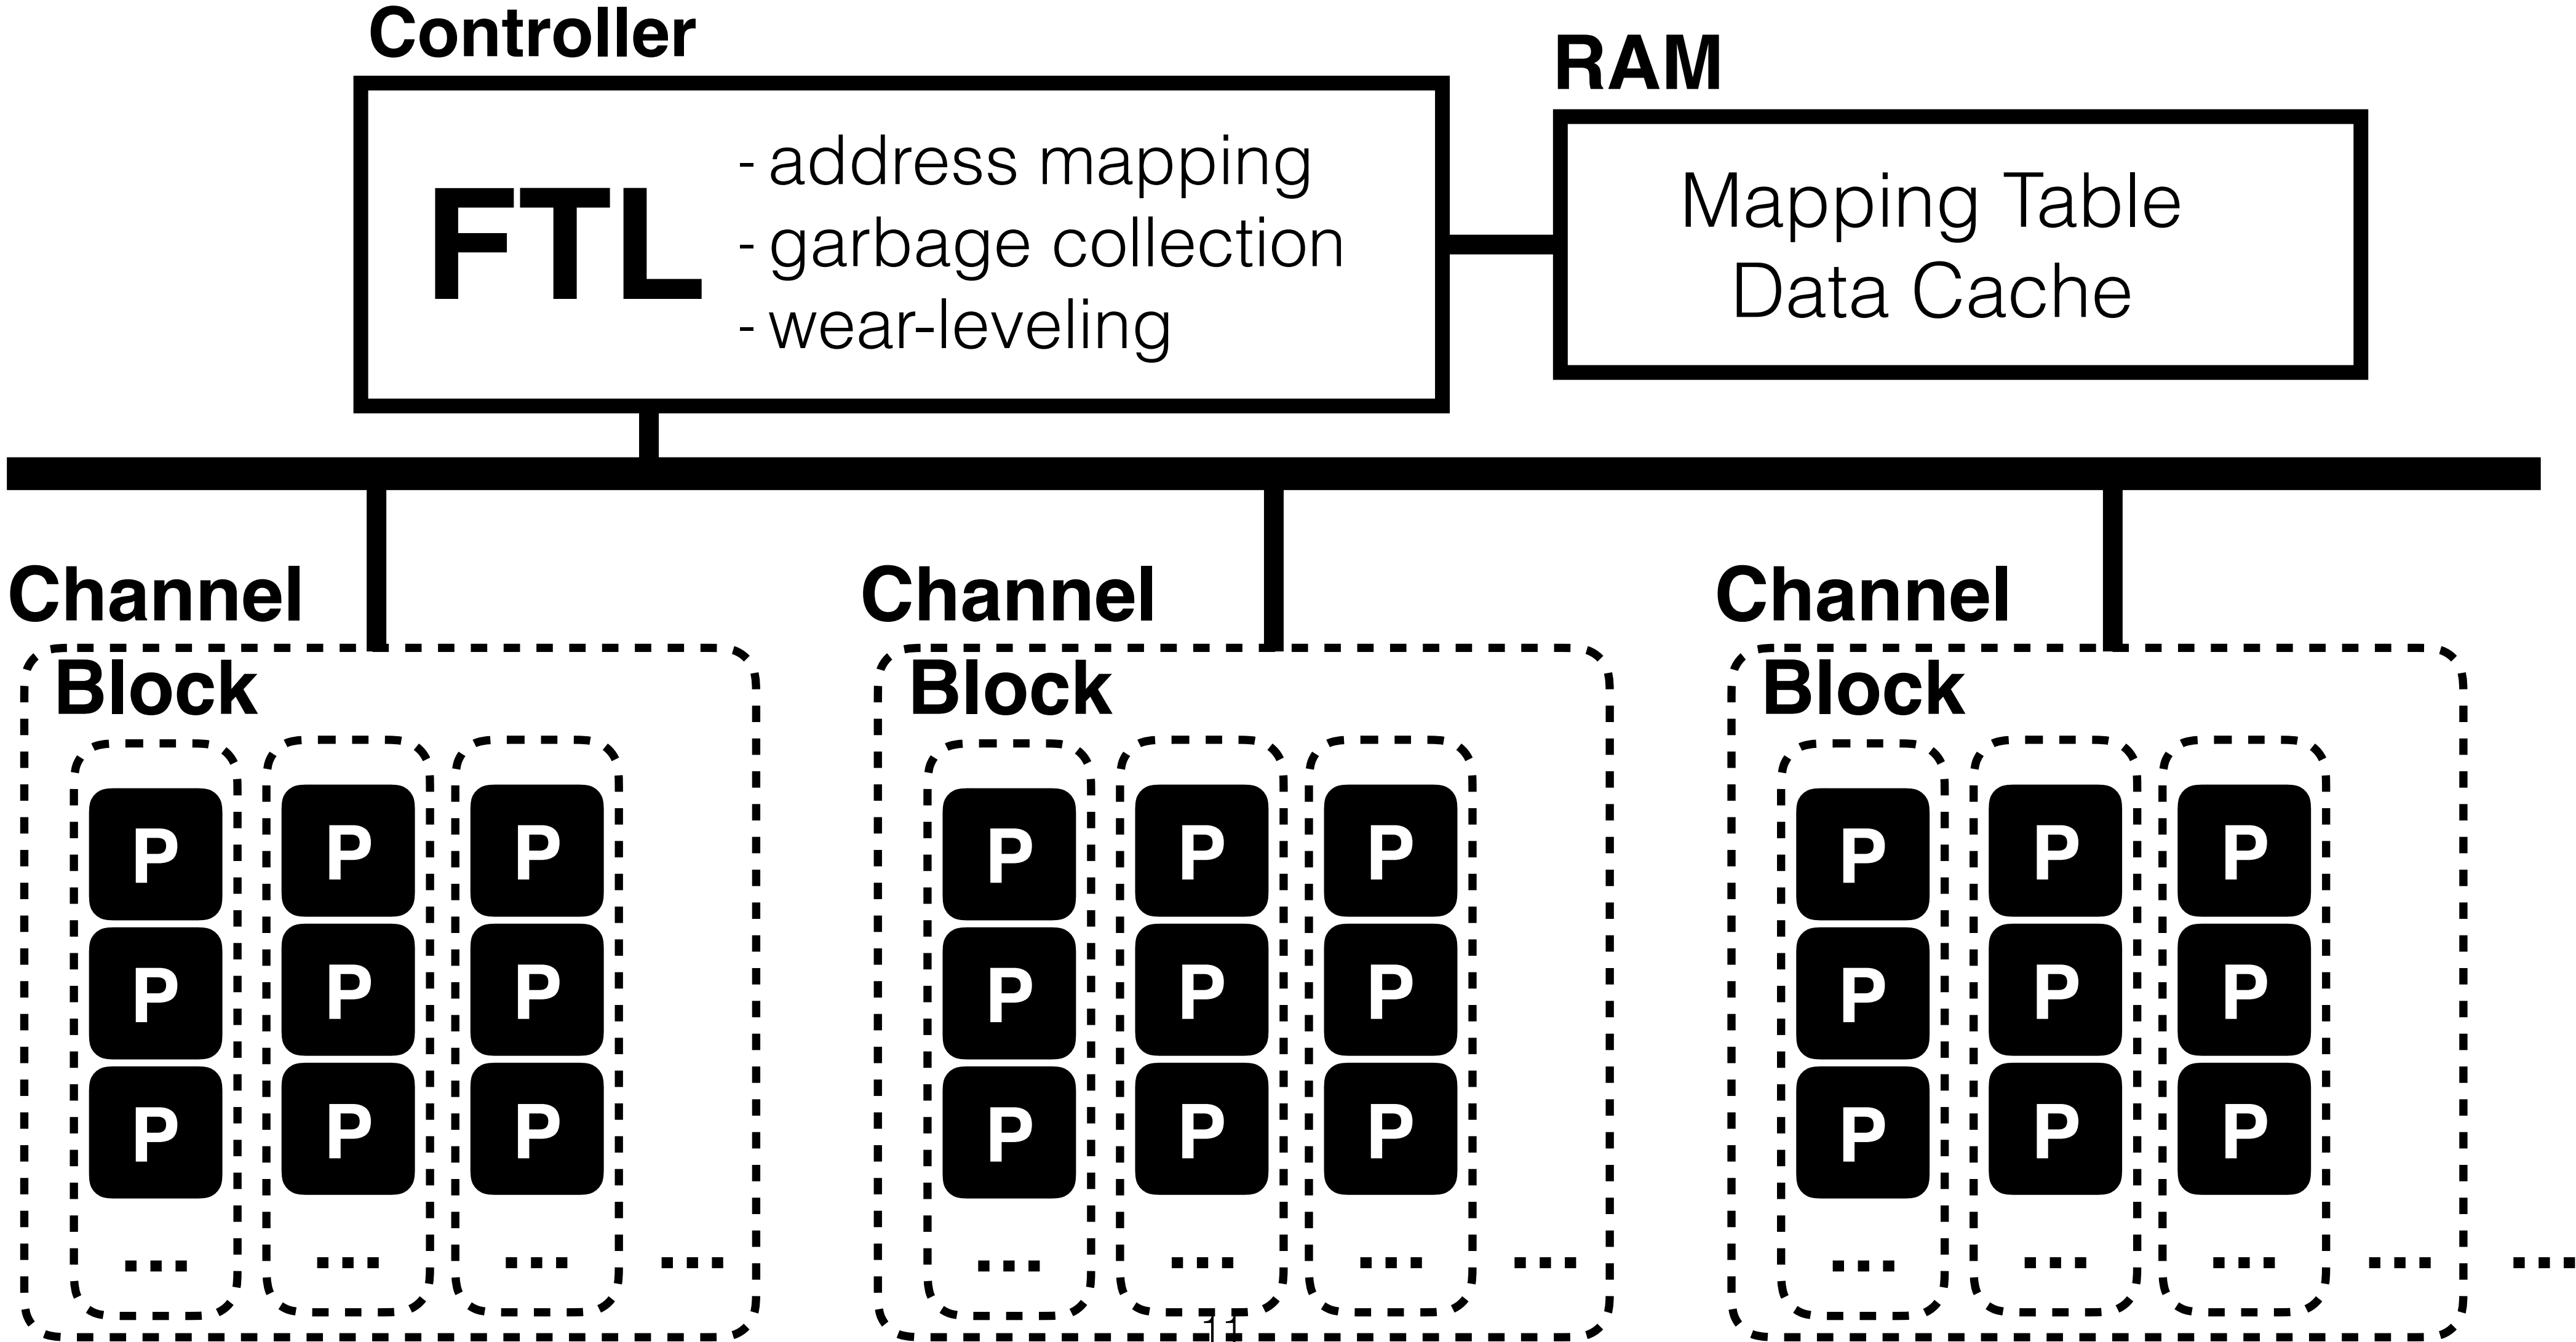 Controller
RAM
FTL
- address mapping
- garbage collection
- wear-leveling
Mapping Table
Data Cache
Channel Channel Channel
Block Block Block
P P P P P P P P P
P P P P P P P P P
P P P P P P P P P
... ... ... ... ... ... ... ... ... ... ... ... ...
11